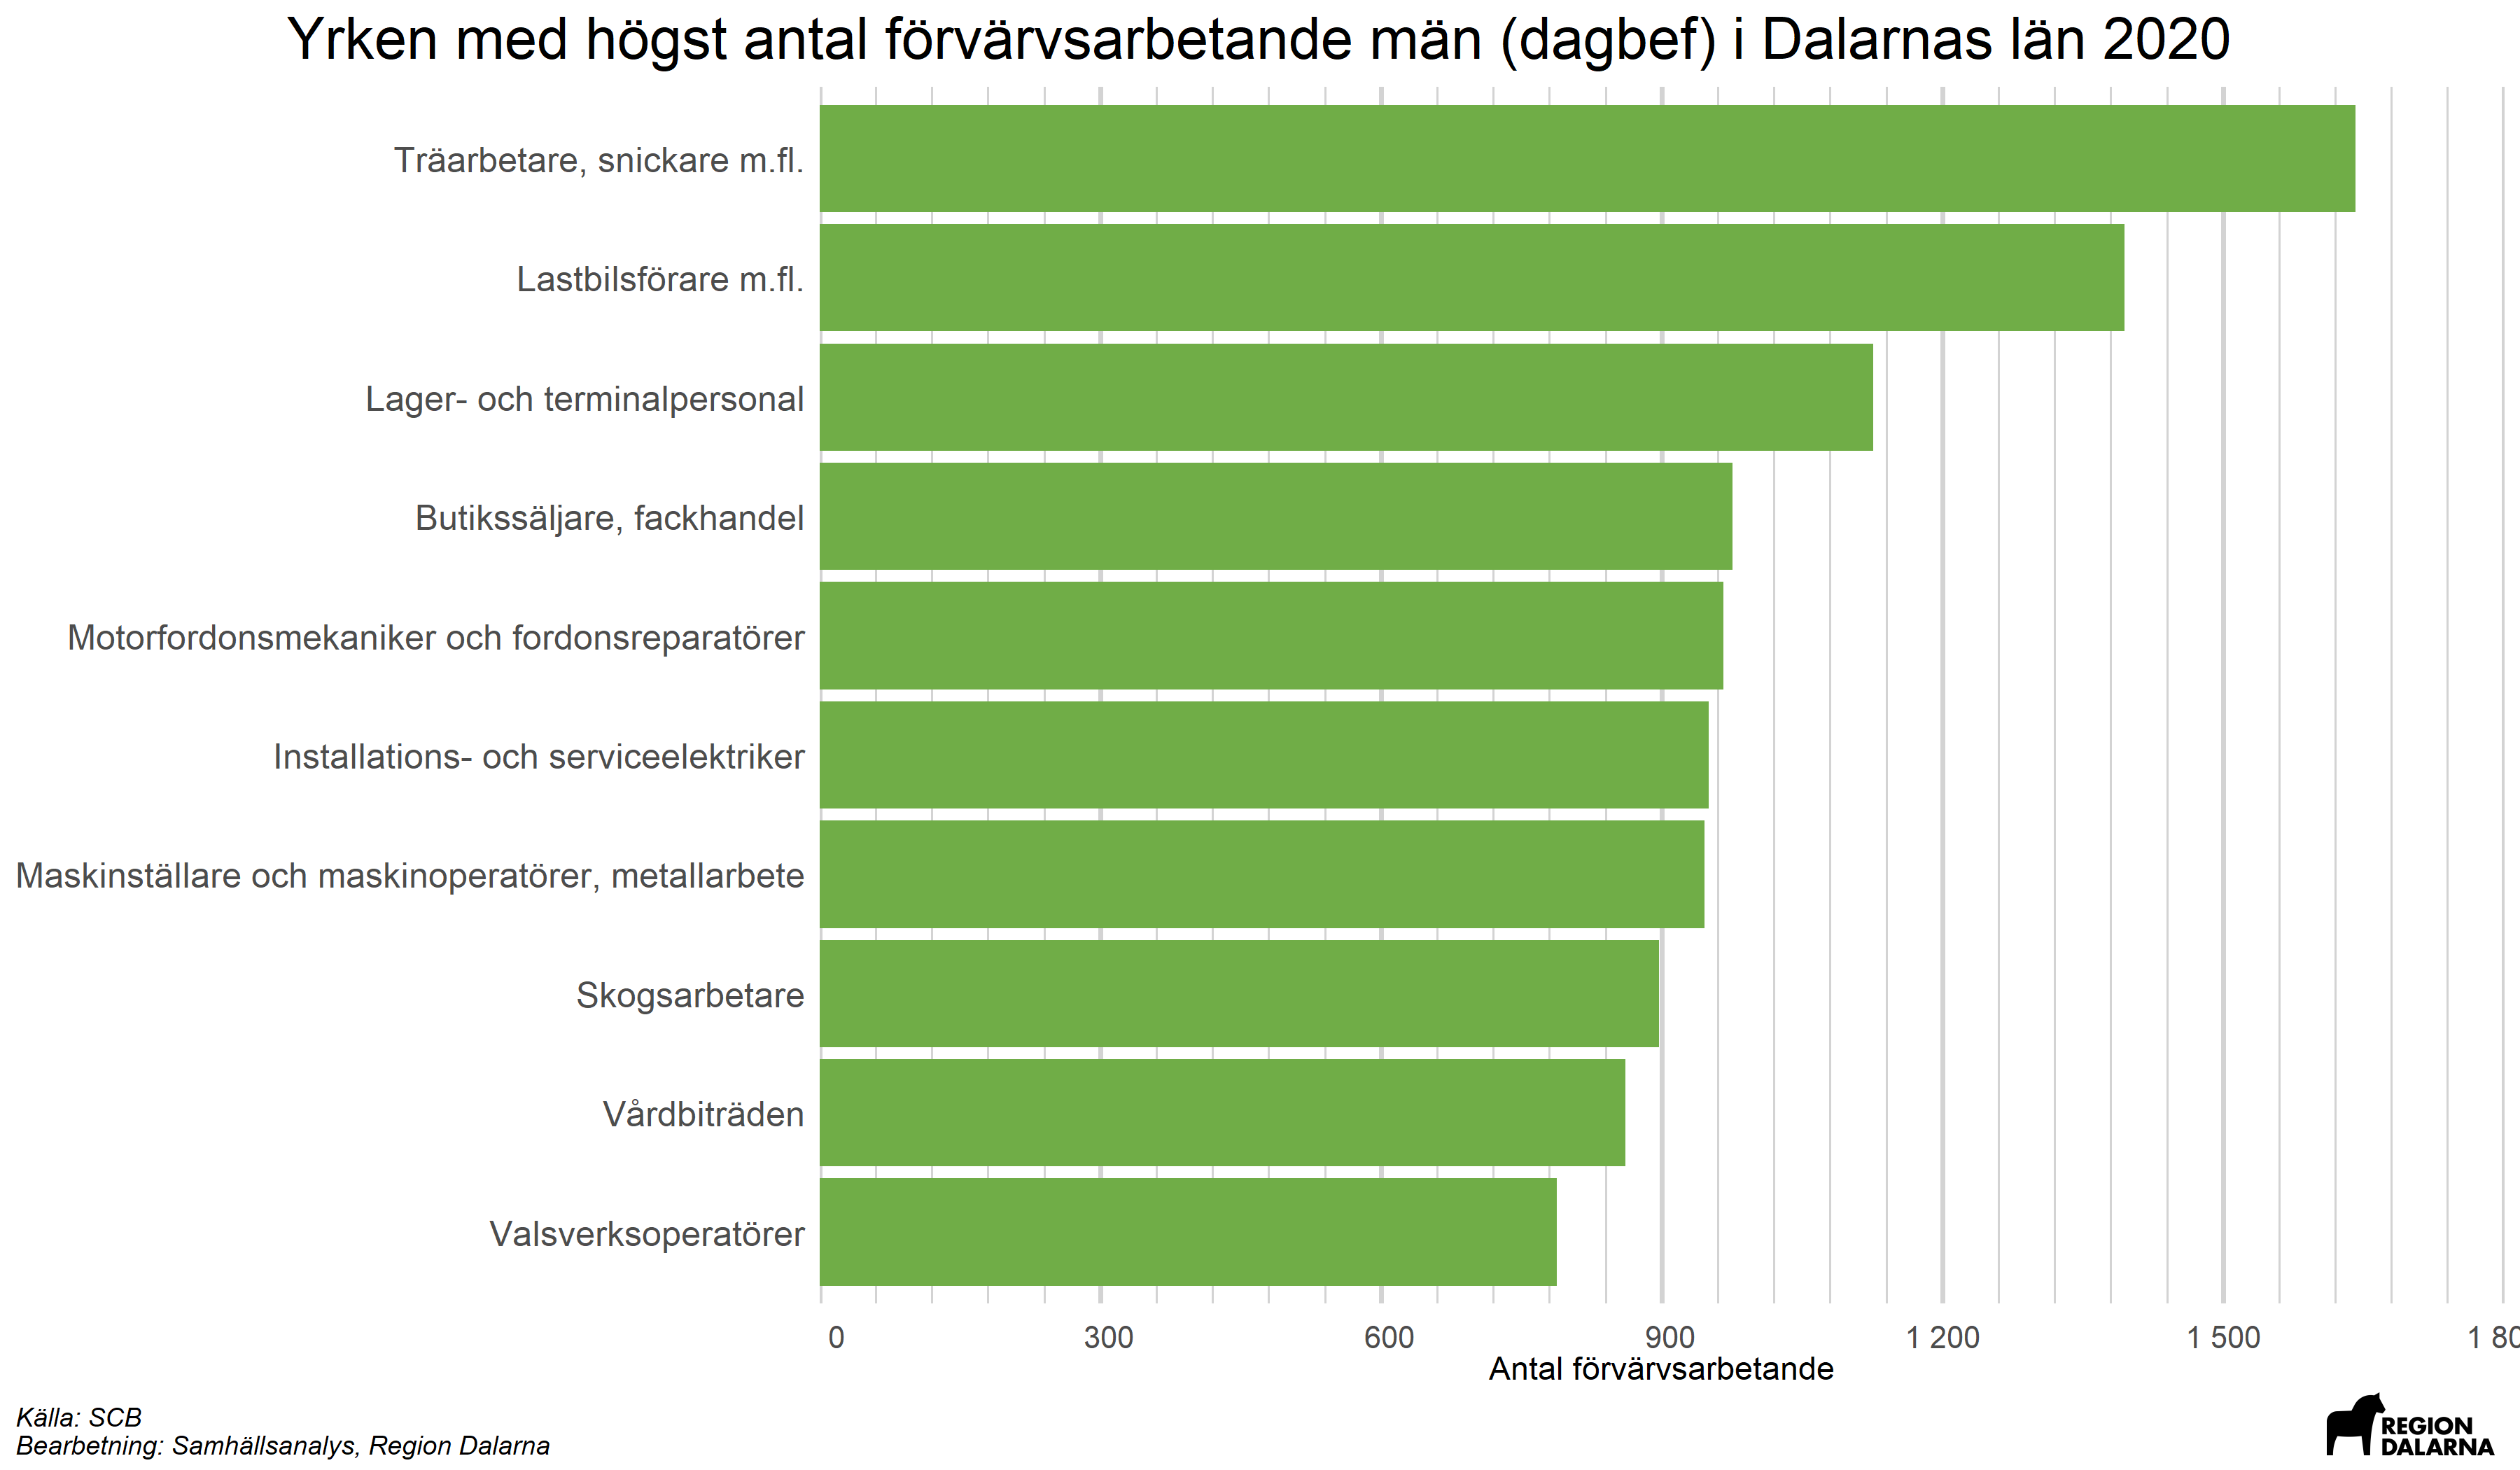 Yrken med högst antal förvärvsarbetande män (dagbef) i Dalarnas län 2020
Träarbetare, snickare m.fl.
Lastbilsförare m.fl.
Lager- och terminalpersonal
Butikssäljare, fackhandel
Motorfordonsmekaniker och fordonsreparatörer
Installations- och serviceelektriker
Maskinställare och maskinoperatörer, metallarbete
Skogsarbetare
Vårdbiträden
Valsverksoperatörer
0 300 600 900 1 200 1 500 1 80
Antal förvärvsarbetande
Källa: SCB
Bearbetning: Samhällsanalys, Region Dalarna
REGION
DALARNA